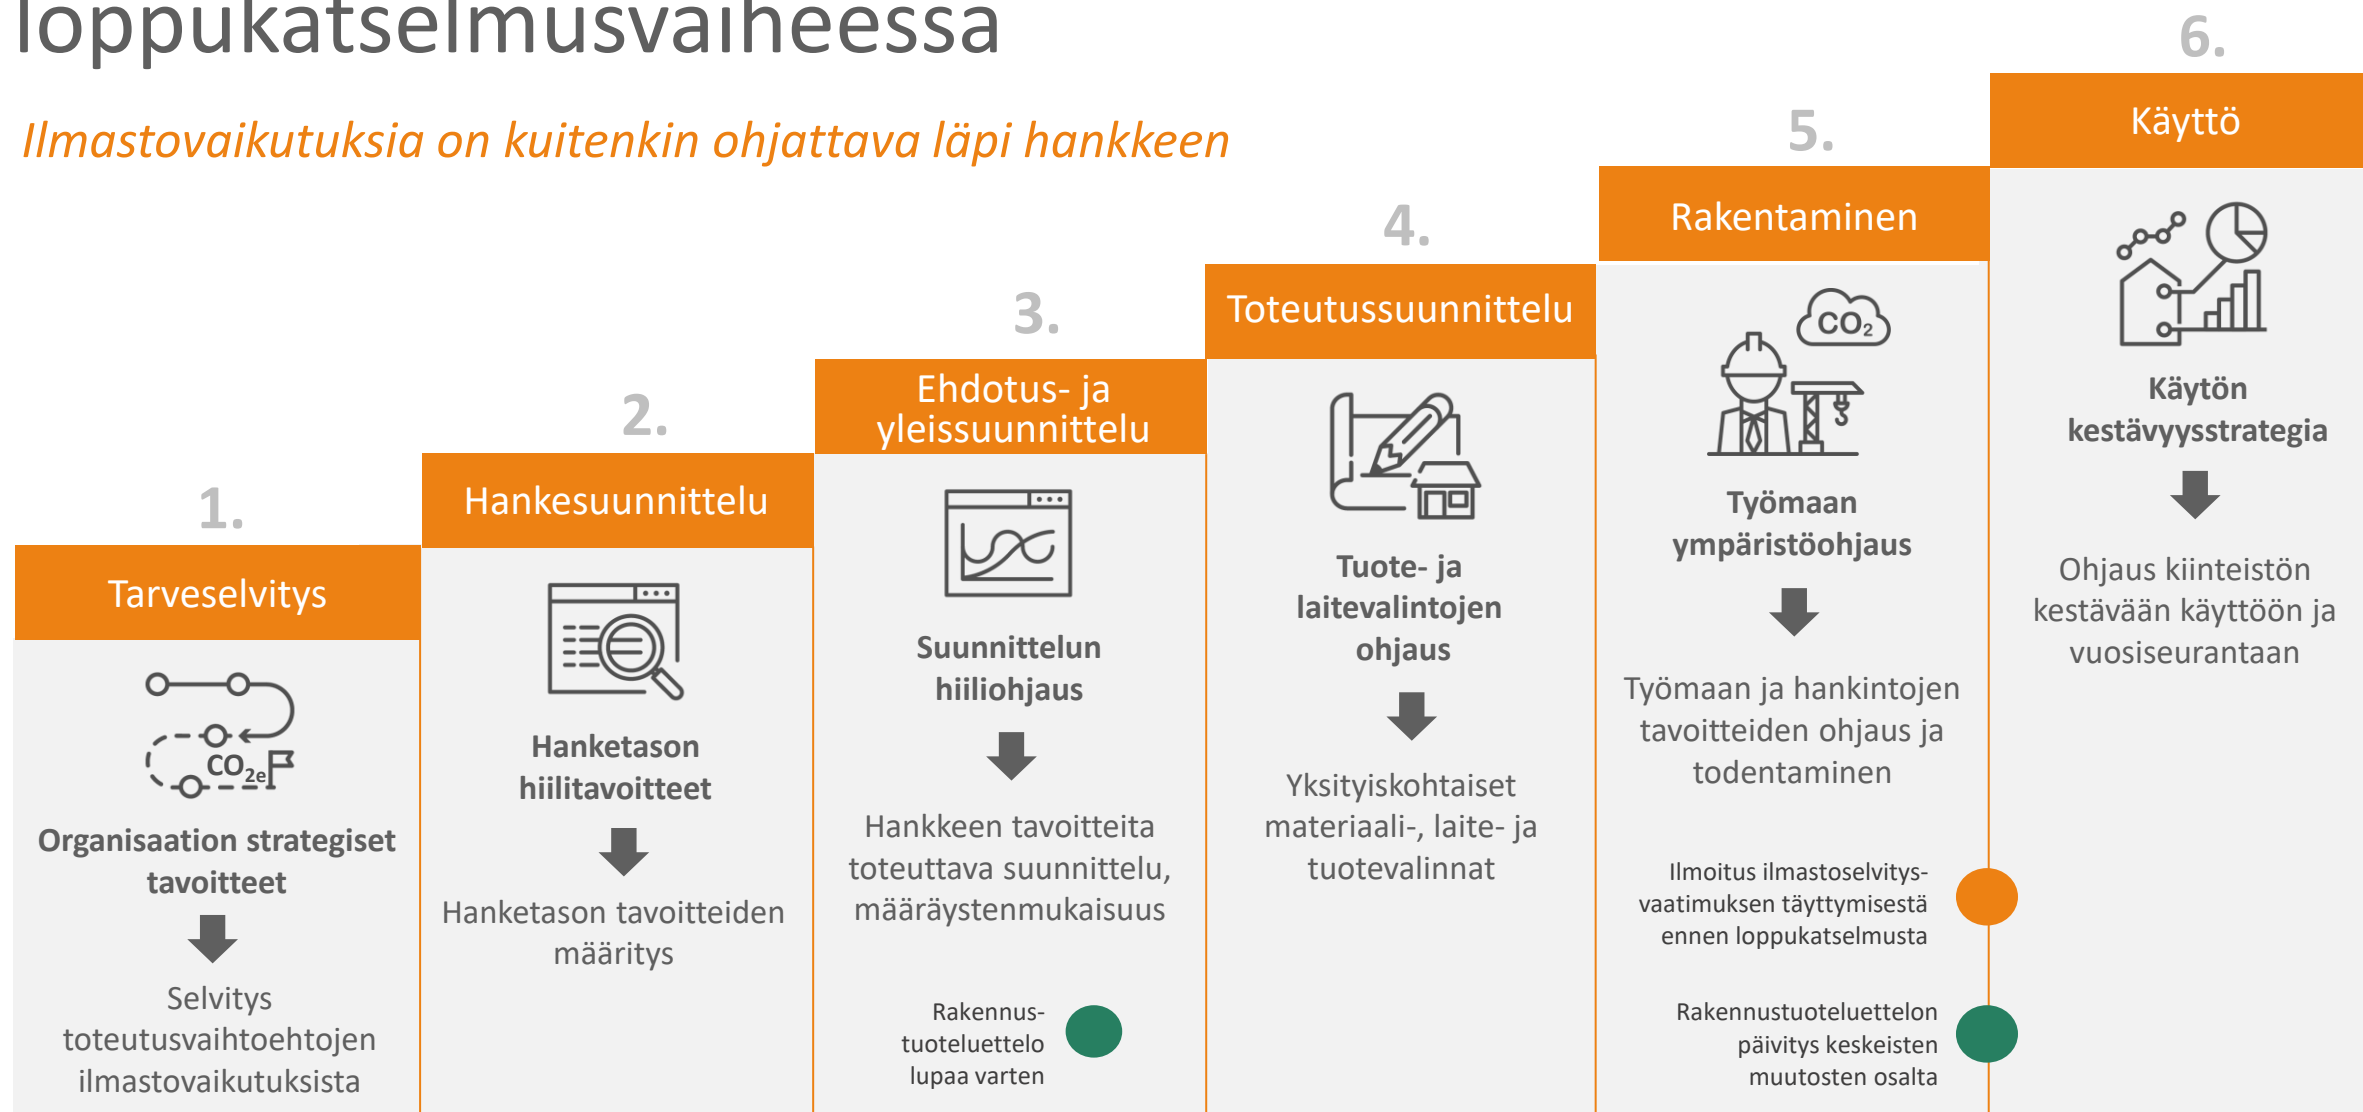 loppukatselmusvaiheessa
Ilmastovaikutuksia on kuitenkin ohjattava läpi hankkeen
1.
Tarveselvitys
CO2e
Organisaation strategiset
tavoitteet
Selvitys
toteutusvaihtoehtojen
ilmastovaikutuksista
2.
Hankesuunnittelu
Hanketason
hiilitavoitteet
Hanketason tavoitteiden
määritys
3.
Ehdotus- ja
yleissuunnittelu
Suunnittelun
hiiliohjaus
Hankkeen tavoitteita
toteuttava suunnittelu,
määräystenmukaisuus
Rakennus-
tuoteluettelo
lupaa varten
4.
Toteutussuunnittelu
Tuote- ja
laitevalintojen
ohjaus
Yksityiskohtaiset
materiaali-, laite- ja
tuotevalinnat
5.
Rakentaminen
CO2
Työmaan
ympäristöohjaus
Työmaan ja hankintojen
tavoitteiden ohjaus ja
todentaminen
Ilmoitus ilmastoselvitys-
vaatimuksen täyttymisestä
ennen loppukatselmusta
Rakennustuoteluettelon
päivitys keskeisten
muutosten osalta
6.
Käyttö
Käytön
kestävyysstrategia
Ohjaus kiinteistön
kestävään käyttöön ja
vuosiseurantaan